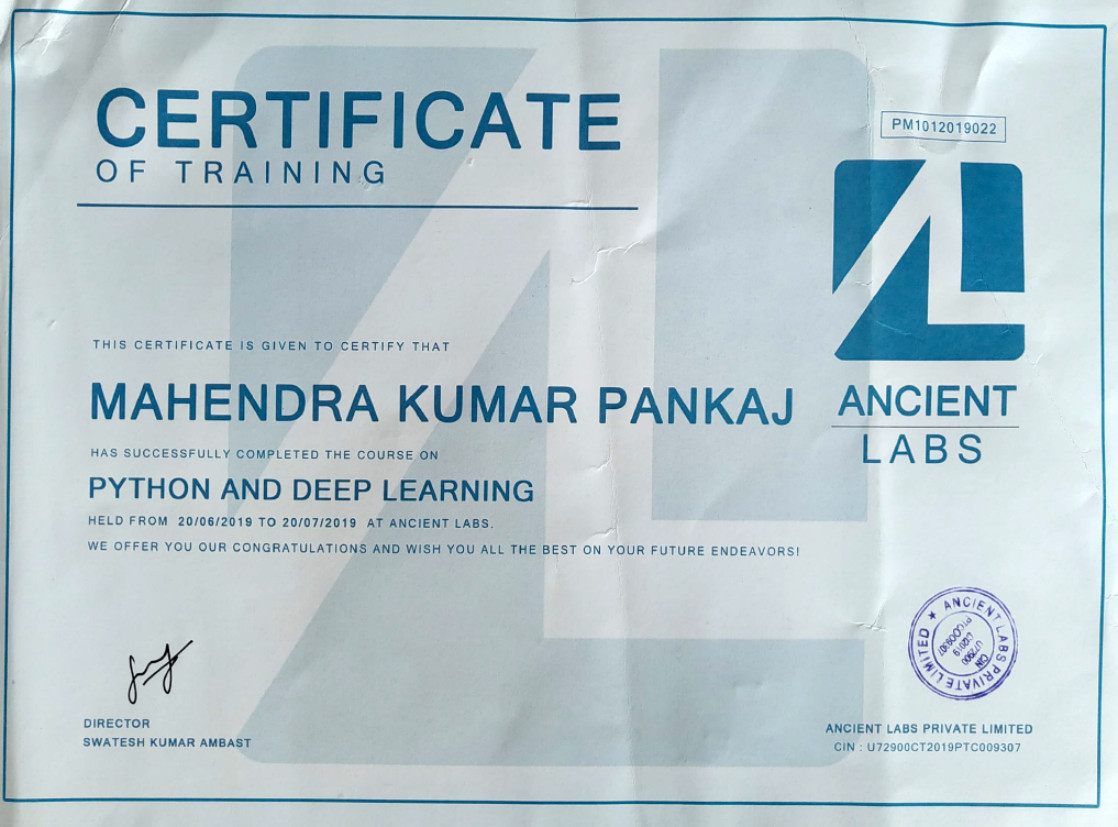 CERTIFICATE
OF TRAINING
PM1012019022
ANCIENT
LABS
THIS CERTIFICATE IS GIVEN TO CERTIFY THAT
MAHENDRA KUMAR PANKAJ
HAS SUCCESSFULLY COMPLETED THE COURSE ON
PYTHON AND DEEP LEARNING
HELD FROM 20/06/2019 TO 20/07/2019 AT ANCIENT LABS.
WE OFFER YOU OUR CONGRATULATIONS AND WISH YOU ALL THE BEST ON YOUR FUTURE ENDEAVORS!
DIRECTOR
SWATESH KUMAR AMBAST
★ ANCIENT LABS PRIVATE LIMITED
CIN
U72900
CT2019
PTC009307
ANCIENT LABS PRIVATE LIMITED
CIN : U72900CT2019PTC009307